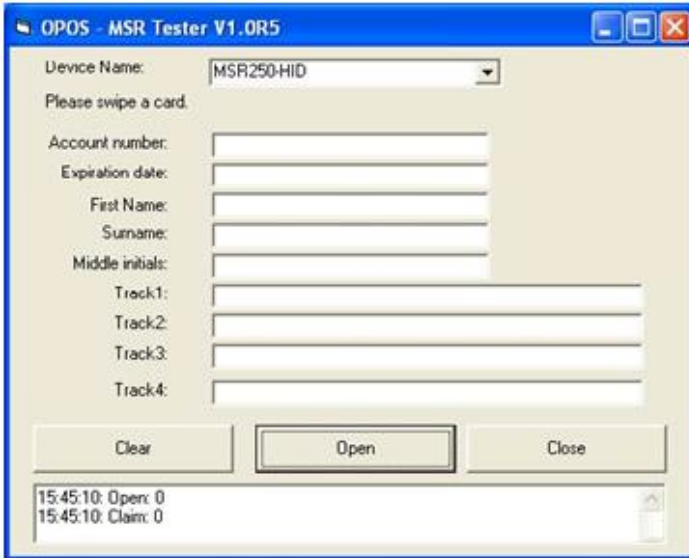 OPOS - MSR Tester V1.0R5
Device Name: MSR250-HID
Please swipe a card.
Account number:
Expiration date:
First Name:
Surname:
Middle initials:
Track1:
Track2:
Track3:
Track4:
Clear Open Close
15:45:10: Open: 0
15:45:10: Claim: 0